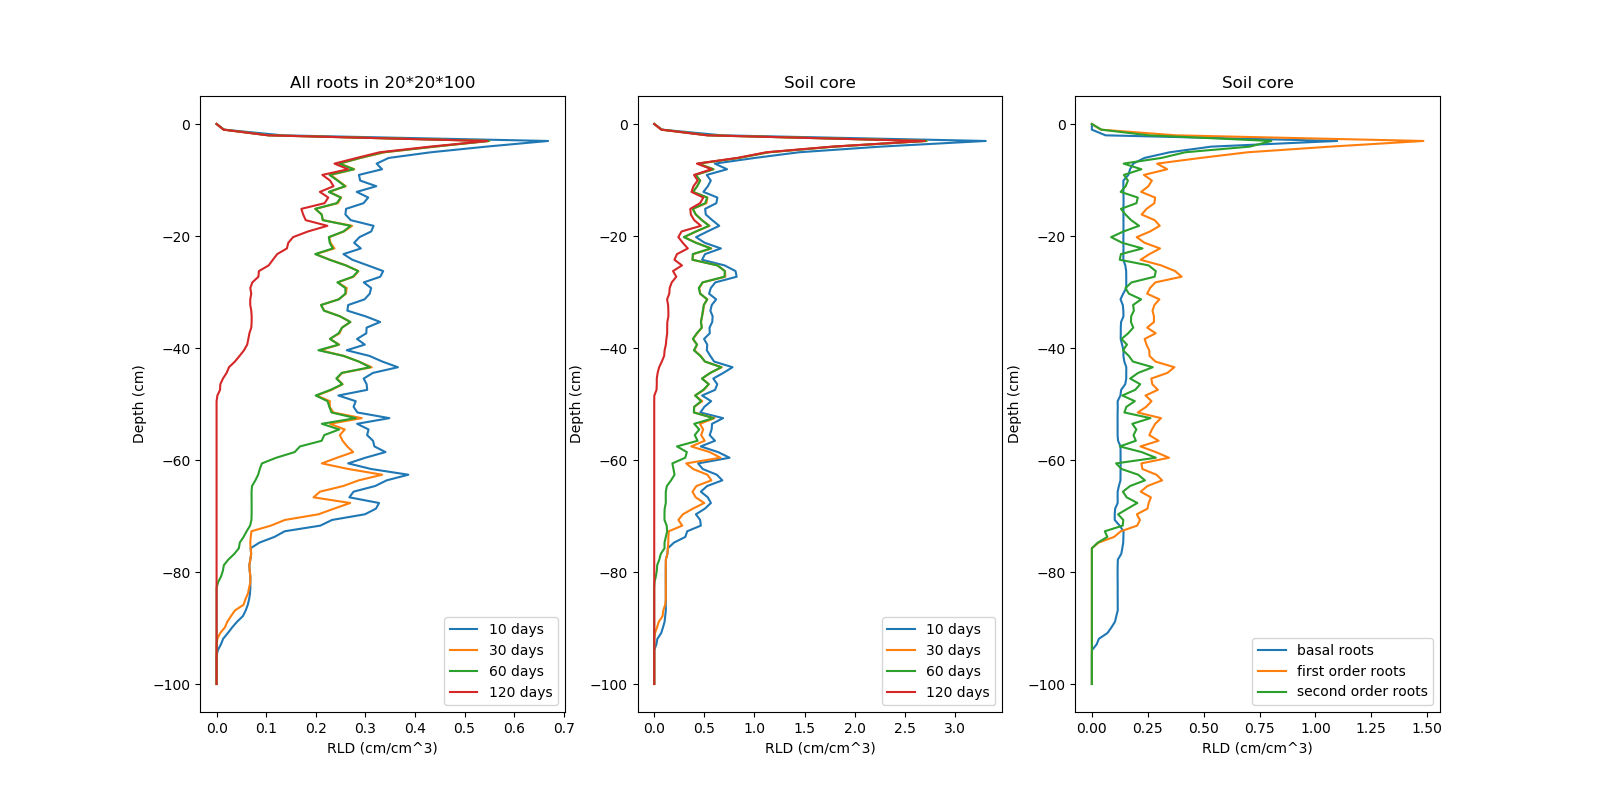 All roots in 20*20*100
0
−20
−40
−60
−80
−100
Depth (cm)
0.0 0.1 0.2 0.3 0.4 0.5 0.6 0.7
RLD (cm/cm^3)
10 days
30 days
60 days
120 days
Soil core
0
−20
−40
−60
−80
−100
Depth (cm)
0.0 0.5 1.0 1.5 2.0 2.5 3.0
RLD (cm/cm^3)
10 days
30 days
60 days
120 days
Soil core
0
−20
−40
−60
−80
−100
Depth (cm)
0.00 0.25 0.50 0.75 1.00 1.25 1.50
RLD (cm/cm^3)
basal roots
first order roots
second order roots